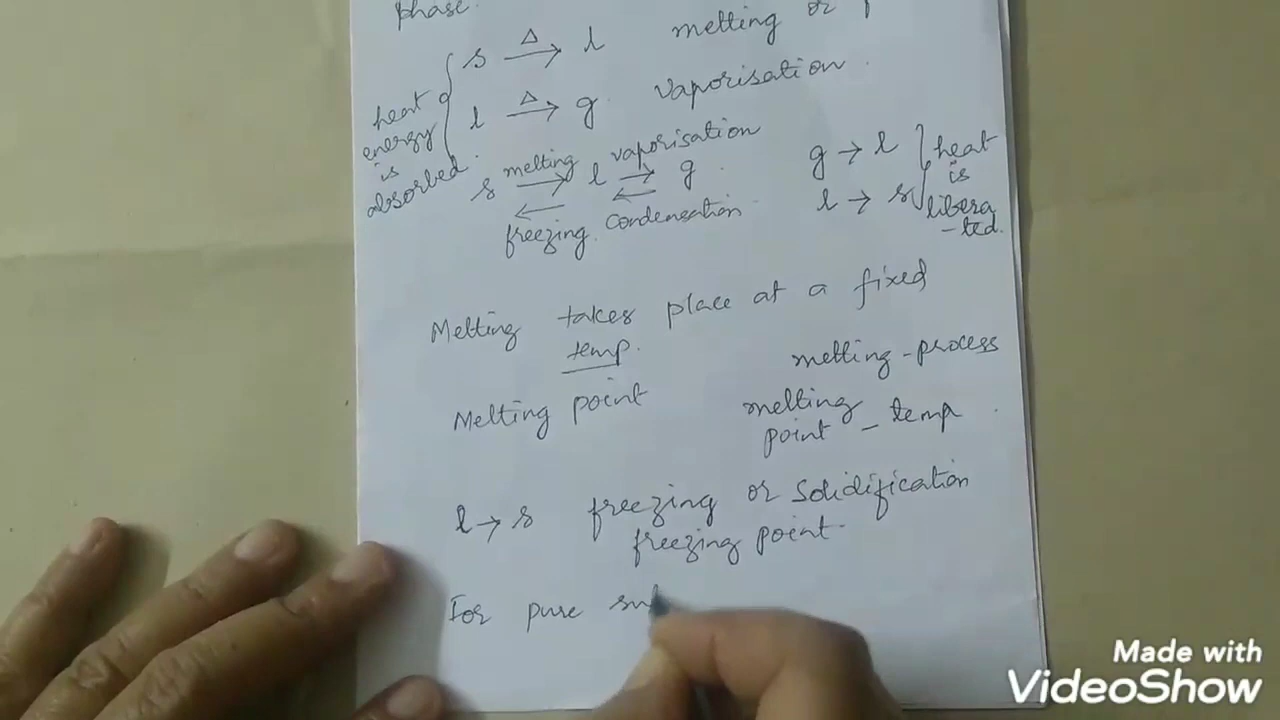 phase.
s Δ→ l melting or
l Δ→ g vaporisation.
heat
energy
is
absorbed.
s melting→ l vaporisation→ g
freezing. condensation.
g → l
l → s
heat
is
libera
-ted.
Melting takes place at a fixed
temp.
melting - process
Melting point
melting
point - temp.
l → s freezing or solidification
freezing point.
For pure
Made with
VideoShow